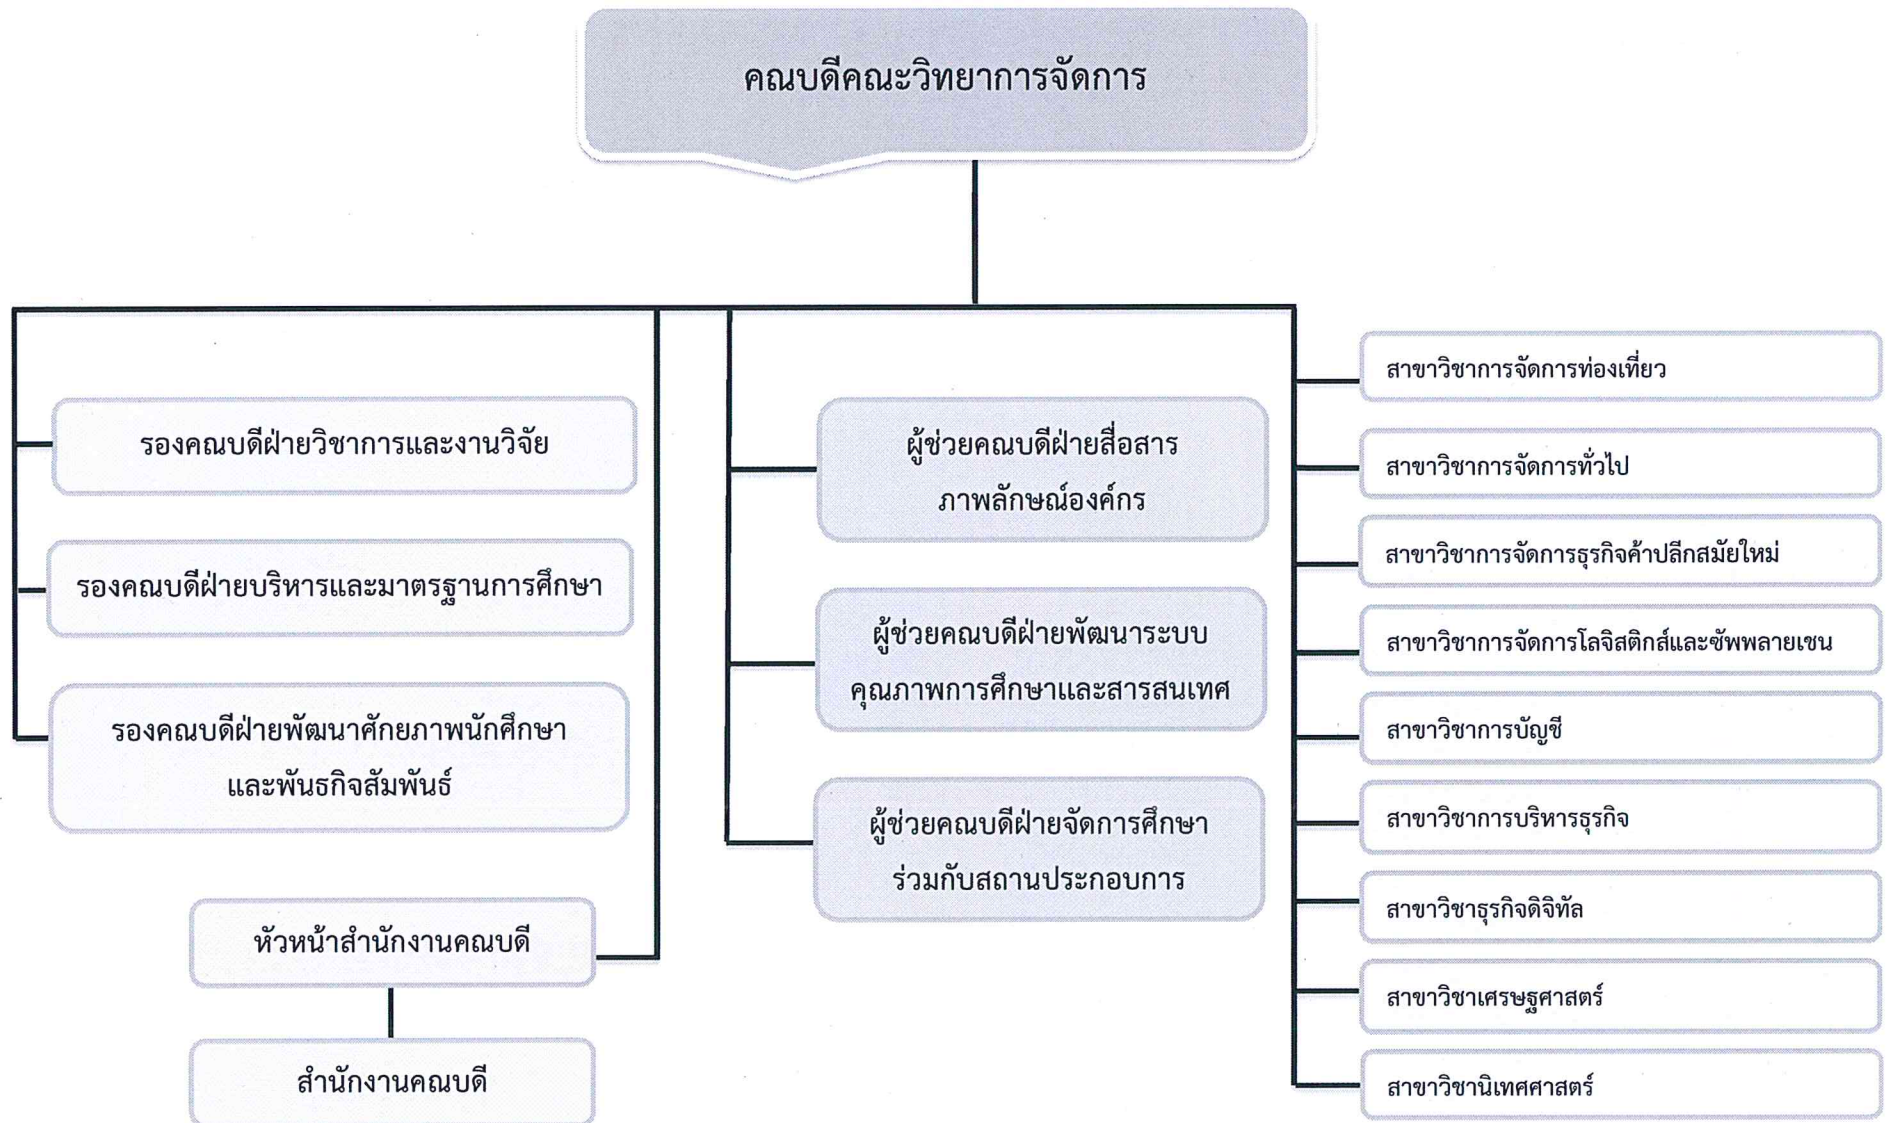 คณบดีคณะวิทยาการจัดการ
รองคณบดีฝ่ายวิชาการและงานวิจัย
รองคณบดีฝ่ายบริหารและมาตรฐานการศึกษา
รองคณบดีฝ่ายพัฒนาศักยภาพนักศึกษา
และพันธกิจสัมพันธ์
หัวหน้าสำนักงานคณบดี
สำนักงานคณบดี
ผู้ช่วยคณบดีฝ่ายสื่อสาร
ภาพลักษณ์องค์กร
ผู้ช่วยคณบดีฝ่ายพัฒนาระบบ
คุณภาพการศึกษาและสารสนเทศ
ผู้ช่วยคณบดีฝ่ายจัดการศึกษา
ร่วมกับสถานประกอบการ
สาขาวิชาการจัดการท่องเที่ยว
สาขาวิชาการจัดการทั่วไป
สาขาวิชาการจัดการธุรกิจค้าปลีกสมัยใหม่
สาขาวิชาการจัดการโลจิสติกส์และซัพพลายเชน
สาขาวิชาการบัญชี
สาขาวิชาการบริหารธุรกิจ
สาขาวิชาธุรกิจดิจิทัล
สาขาวิชาเศรษฐศาสตร์
สาขาวิชานิเทศศาสตร์